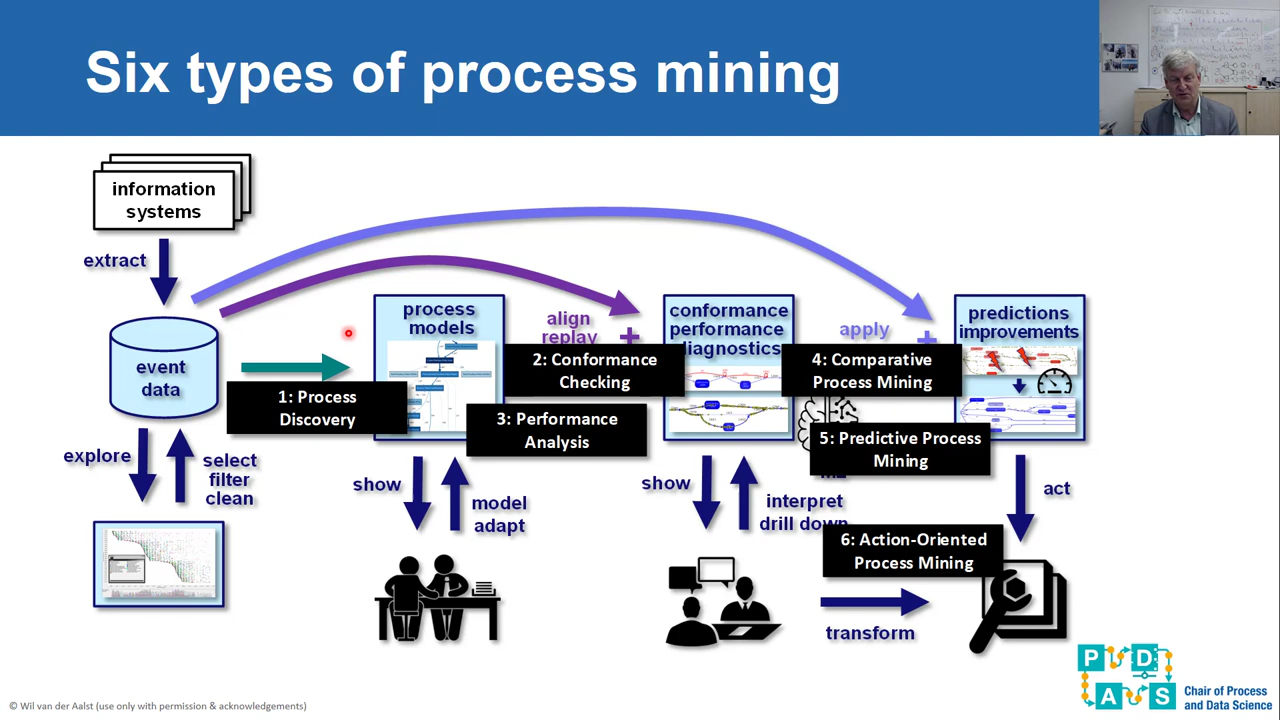 Six types of process mining
information
systems
extract
event
data
explore
select
filter
clean
1: Process
Discovery
process
models
show
model
adapt
align
replay
+
2: Conformance
Checking
3: Performance
Analysis
conformance
performance
diagnostics
show
interpret
drill down
apply
+
4: Comparative
Process Mining
5: Predictive Process
Mining
6: Action-Oriented
Process Mining
transform
predictions
improvements
act
P D
A S
Chair of Process
and Data Science
© Wil van der Aalst (use only with permission & acknowledgements)